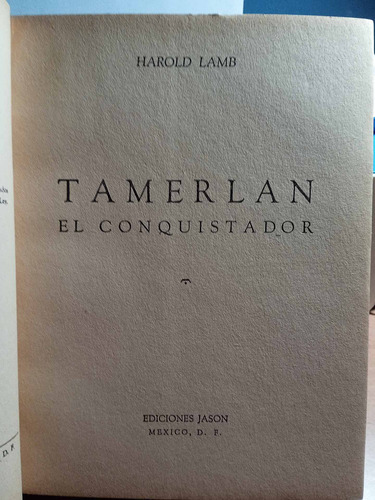 HAROLD LAMB
TAMERLAN
EL CONQUISTADOR
EDICIONES JASON
MEXICO, D. F.
D. F.